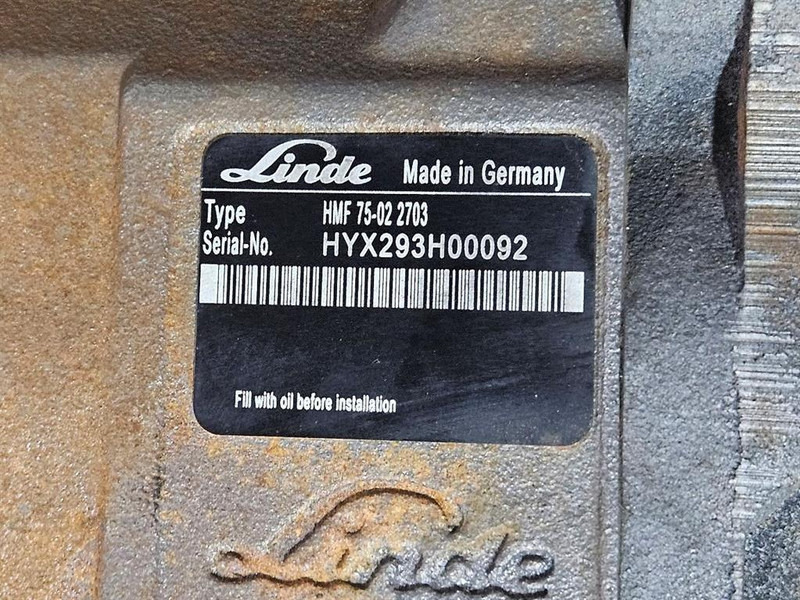 Linde Made in Germany
Type HMF 75-02 2703
Serial-No. HYX293H00092
Fill with oil before installation
Linde